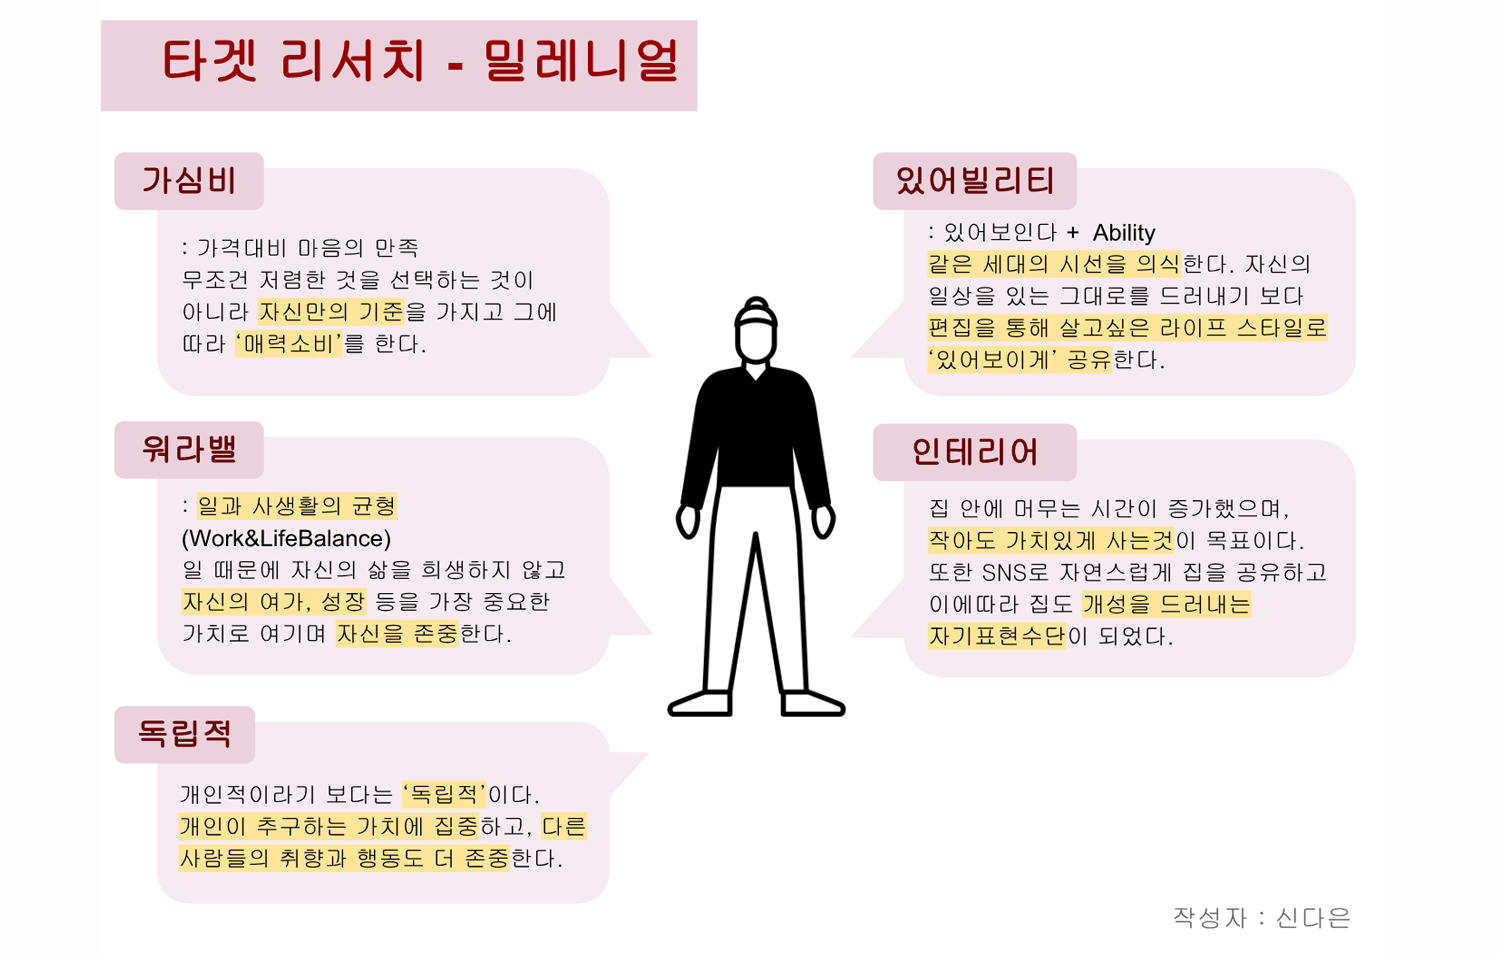 타겟 리서치 - 밀레니얼
가심비
: 가격대비 마음의 만족
무조건 저렴한 것을 선택하는 것이
아니라 자신만의 기준을 가지고 그에
따라 ‘매력소비’를 한다.
워라밸
: 일과 사생활의 균형
(Work&LifeBalance)
일 때문에 자신의 삶을 희생하지 않고
자신의 여가, 성장 등을 가장 중요한
가치로 여기며 자신을 존중한다.
독립적
개인적이라기 보다는 ‘독립적’이다.
개인이 추구하는 가치에 집중하고, 다른
사람들의 취향과 행동도 더 존중한다.
있어빌리티
: 있어보인다 + Ability
같은 세대의 시선을 의식한다. 자신의
일상을 있는 그대로를 드러내기 보다
편집을 통해 살고싶은 라이프 스타일로
‘있어보이게’ 공유한다.
인테리어
집 안에 머무는 시간이 증가했으며,
작아도 가치있게 사는것이 목표이다.
또한 SNS로 자연스럽게 집을 공유하고
이에따라 집도 개성을 드러내는
자기표현수단이 되었다.
작성자 : 신다은